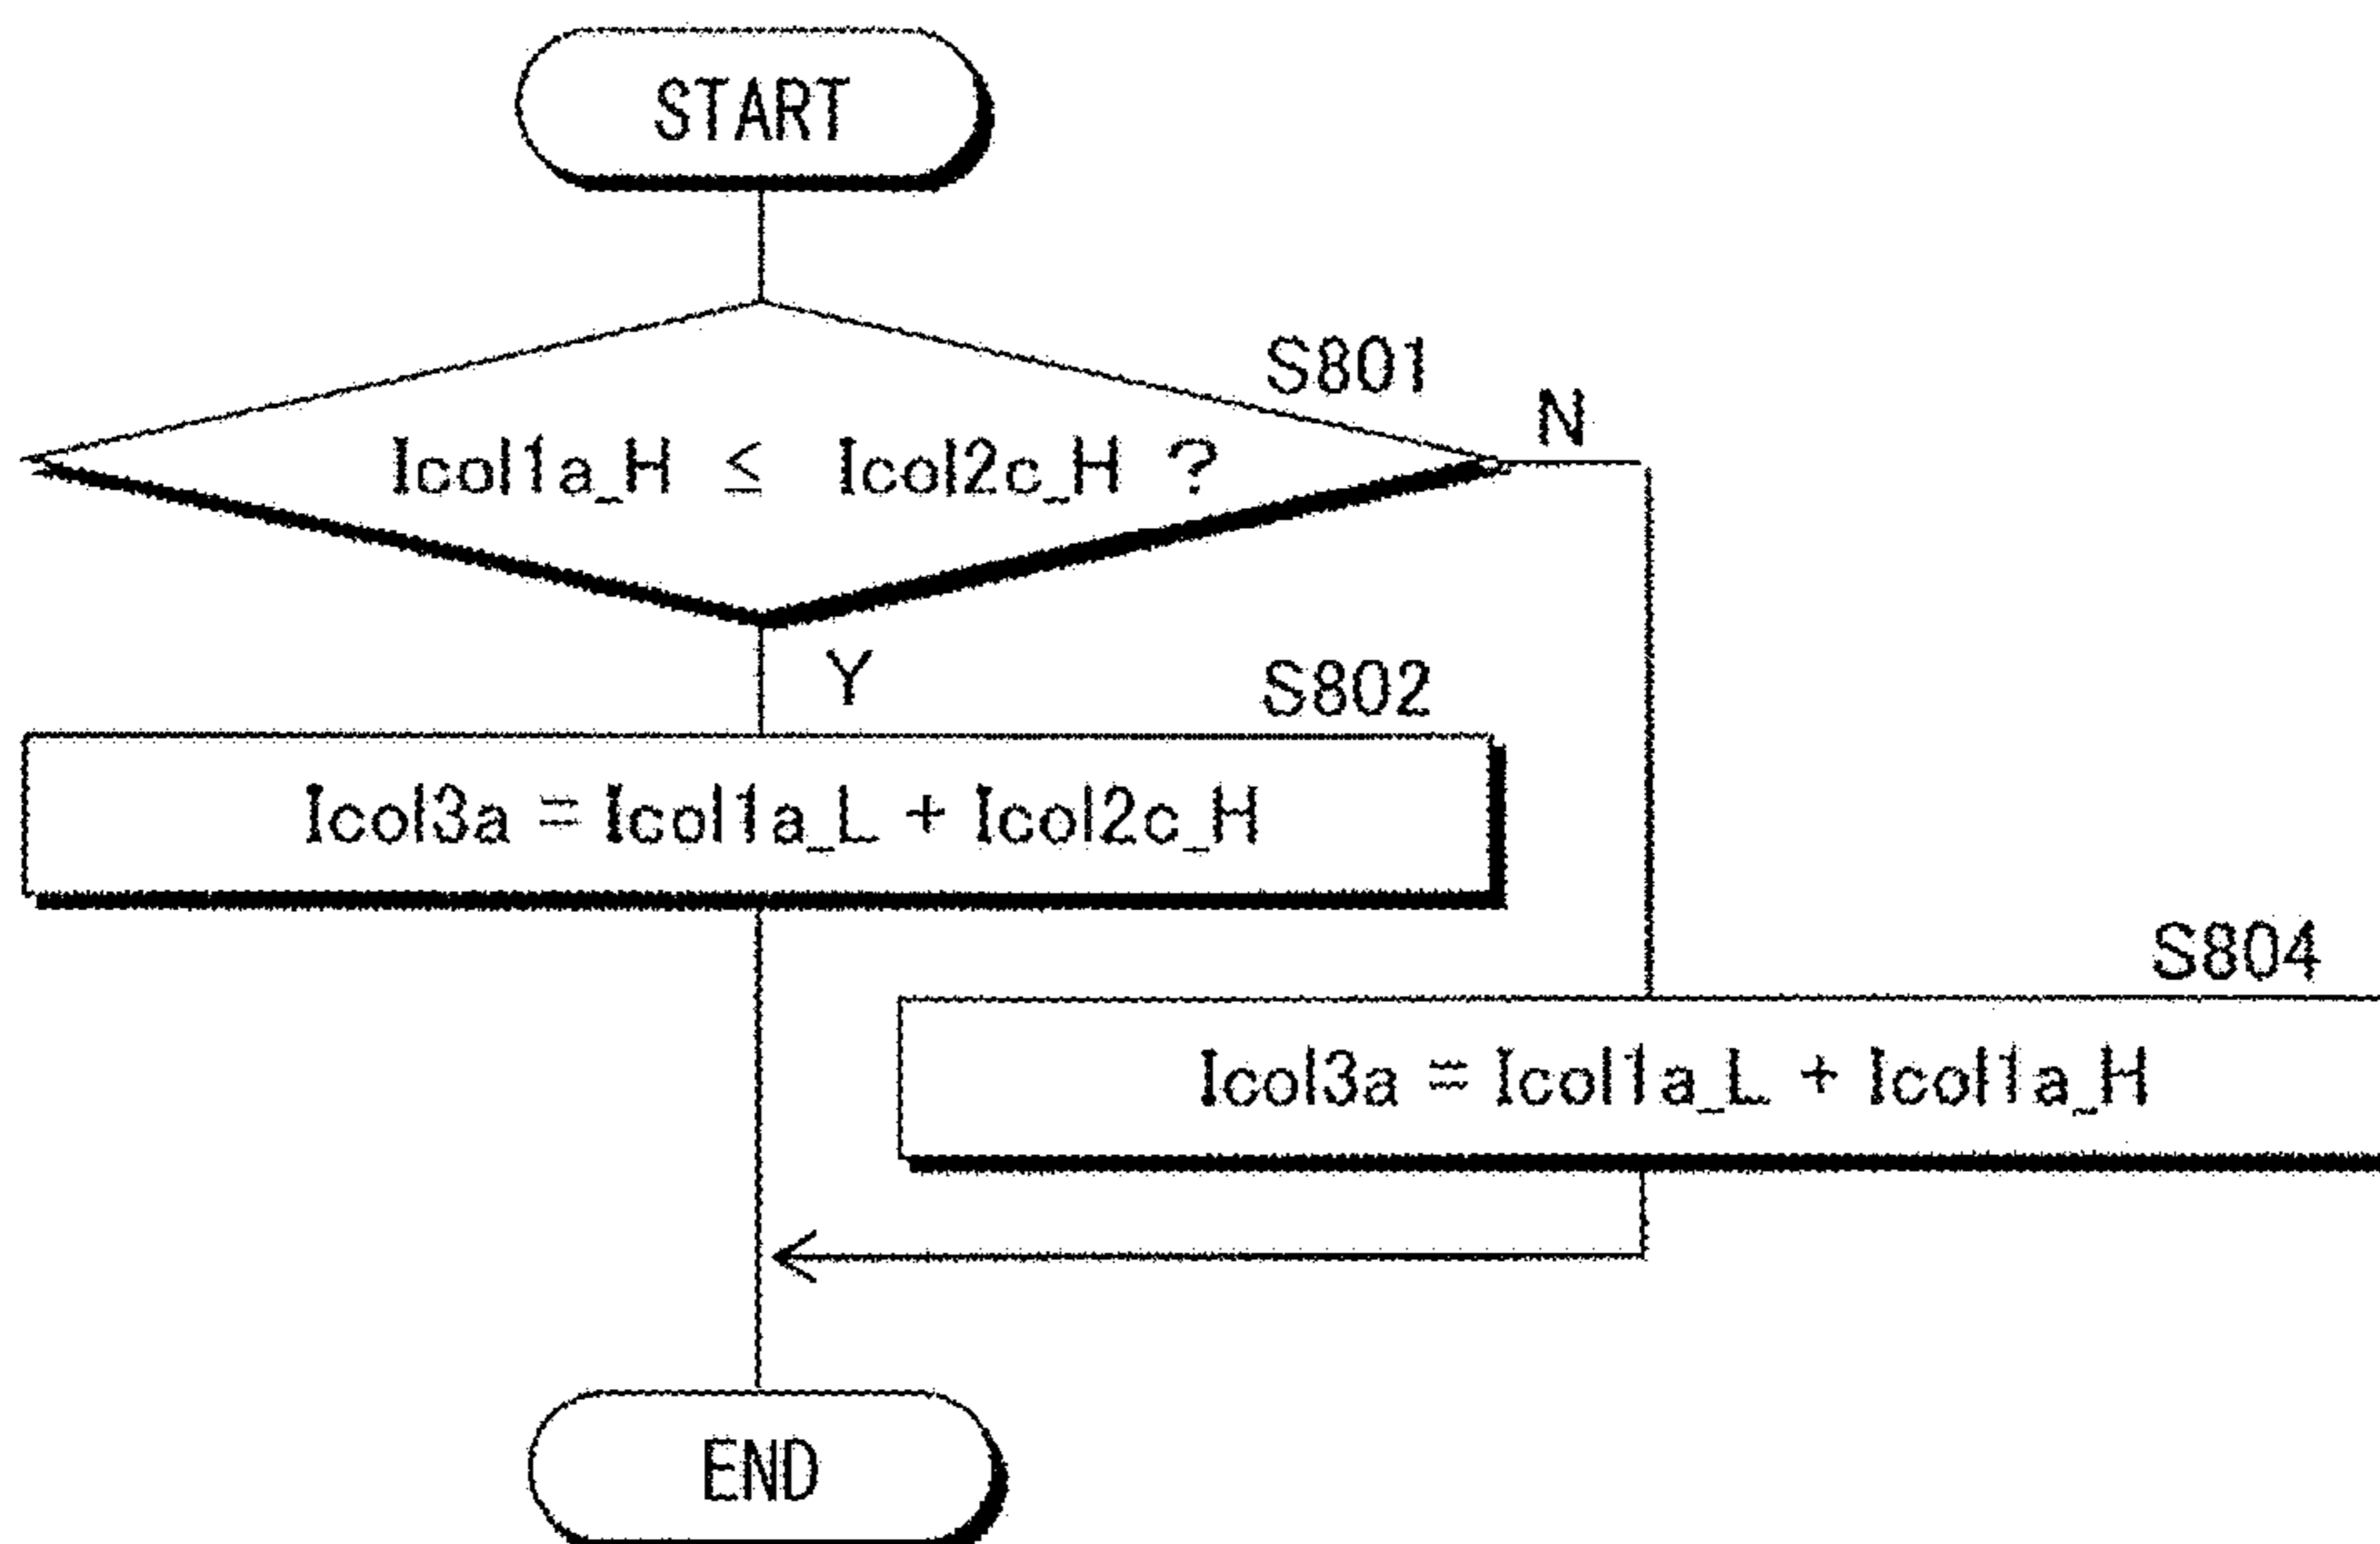 START
S801
N
Icol1a_H ≤ Icol2c_H ?
Y
S802
Icol3a = Icol1a_L + Icol2c_H
S804
Icol3a = Icol1a_L + Icol1a_H
END